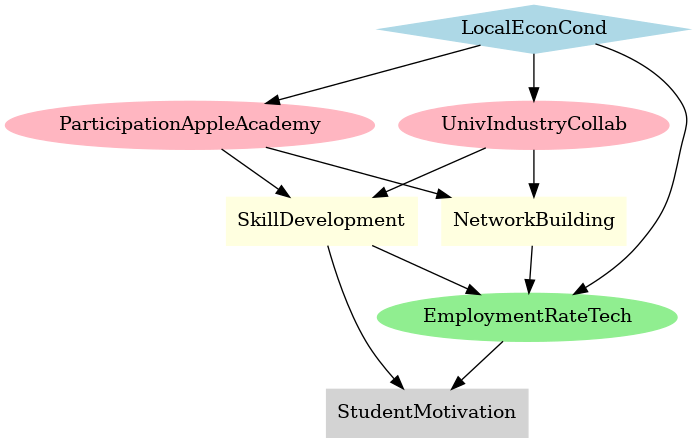 LocalEconCond
ParticipationAppleAcademy
UnivIndustryCollab
SkillDevelopment
NetworkBuilding
EmploymentRateTech
StudentMotivation